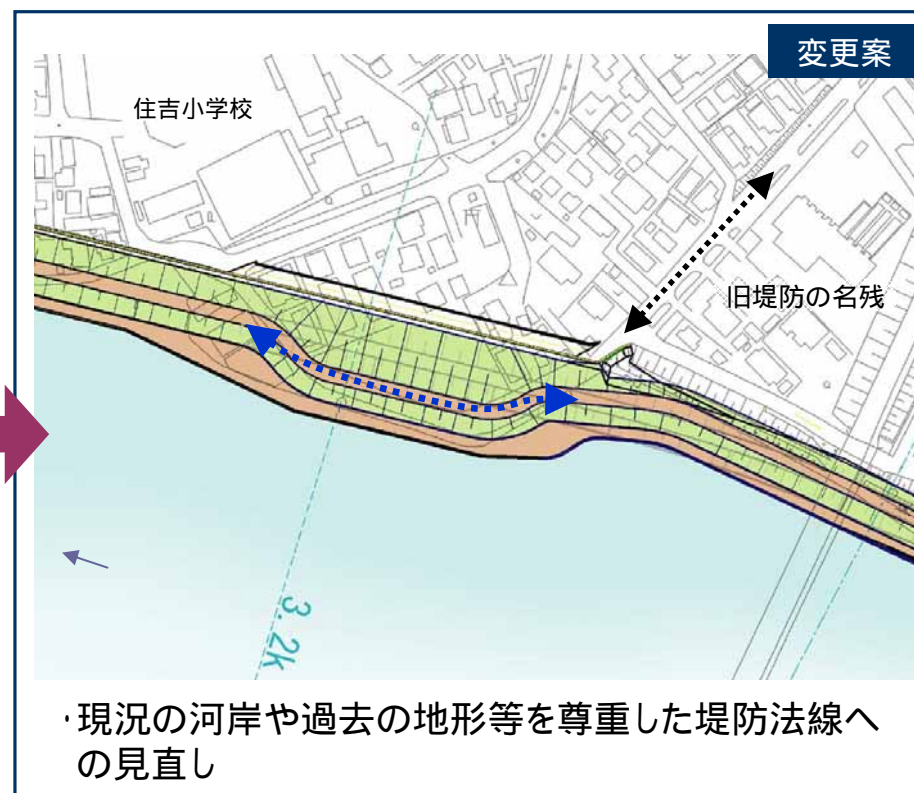 変更案
住吉小学校
旧堤防の名残
3.2K
・現況の河岸や過去の地形等を尊重した堤防法線へ
の見直し